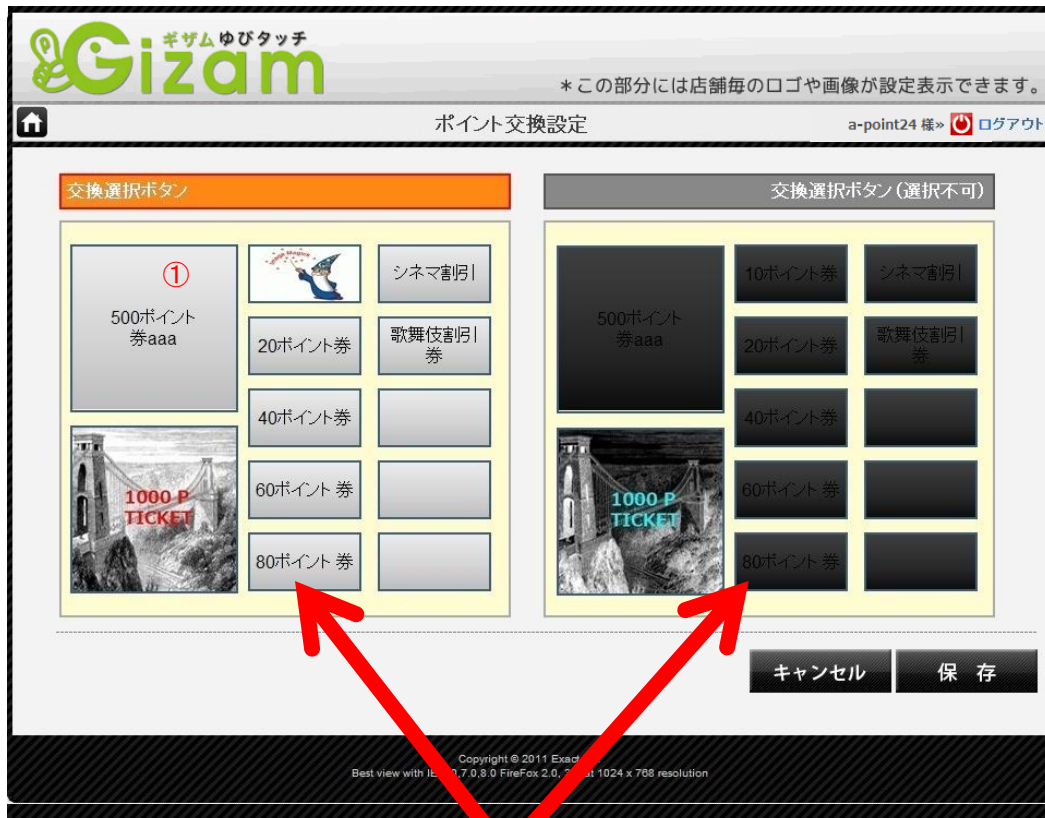 ギザムゆびタッチ
Gizam
*この部分には店舗毎のロゴや画像が設定表示できます。
ポイント交換設定
a-point24 様» ログアウト
交換選択ボタン
交換選択ボタン(選択不可)
①
500ポイント
券aaa
Image Magick
シネマ割引
20ポイント券
歌舞伎割引
券
40ポイント券
1000 P
TICKET
60ポイント 券
80ポイント 券
500ポイント
券aaa
10ポイント券
シネマ割引
20ポイント券
歌舞伎割引
券
40ポイント券
1000 P
TICKET
60ポイント 券
80ポイント 券
キャンセル
保 存
Copyright © 2011
Best view with 7.0,8.0 FireFox 2.0, at 1024 x 768 resolution